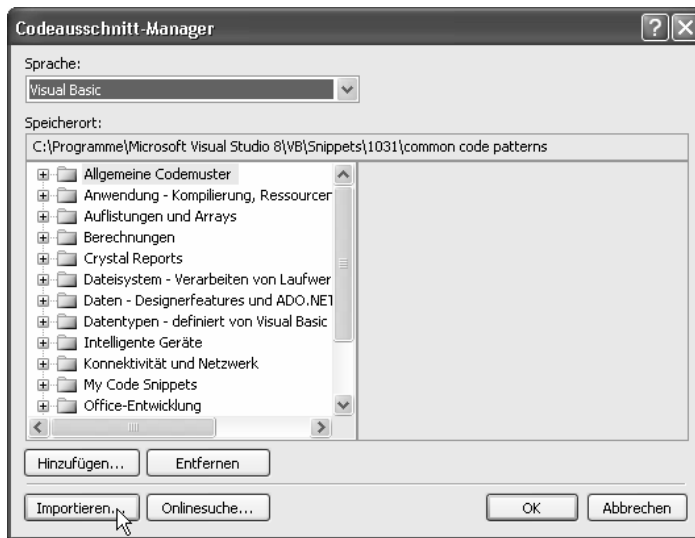 Codeausschnitt-Manager
Sprache:
Visual Basic
Speicherort:
C:\Programme\Microsoft Visual Studio 8\VB\Snippets\1031\common code patterns
Allgemeine Codemuster
Anwendung - Kompilierung, Ressourcer
Auflistungen und Arrays
Berechnungen
Crystal Reports
Dateisystem - Verarbeiten von Laufwer
Daten - Designerfeatures und ADO.NET
Datentypen - definiert von Visual Basic
Intelligente Geräte
Konnektivität und Netzwerk
My Code Snippets
Office-Entwicklung
Hinzufügen... Entfernen
Importieren... Onlinesuche... OK Abbrechen